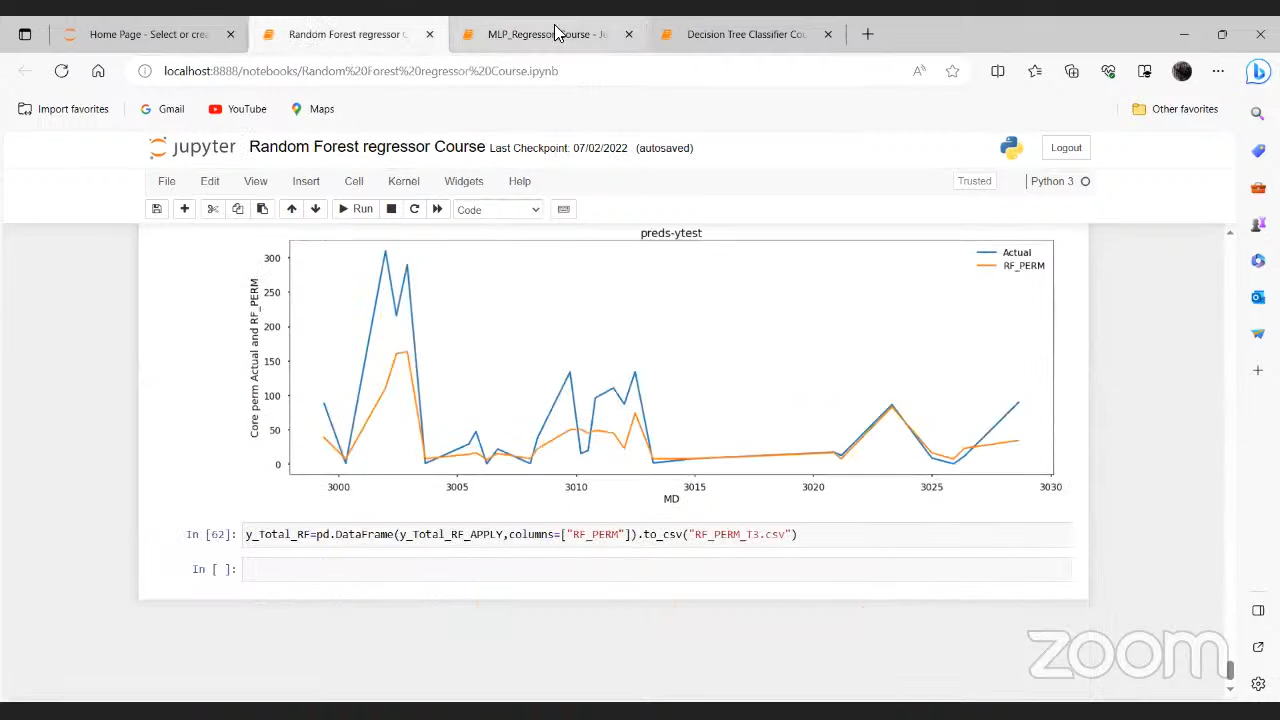 Home Page - Select or crea
Random Forest regressor C
MLP_Regressor Course - Je
Decision Tree Classifier Cou
localhost:8888/notebooks/Random%20Forest%20regressor%20Course.ipynb
Import favorites
Gmail
YouTube
Maps
Other favorites
jupyter Random Forest regressor Course Last Checkpoint: 07/02/2022 (autosaved)
Logout
File Edit View Insert Cell Kernel Widgets Help
Trusted
Python 3
Run
Code
preds-ytest
Actual
RF_PERM
Core perm Actual and RF_PERM
300
250
200
150
100
50
0
3000 3005 3010 3015 3020 3025 3030
MD
In [62]: y_Total_RF=pd.DataFrame(y_Total_RF_APPLY,columns=["RF_PERM"]).to_csv("RF_PERM_T3.csv")
In [ ]:
zoom